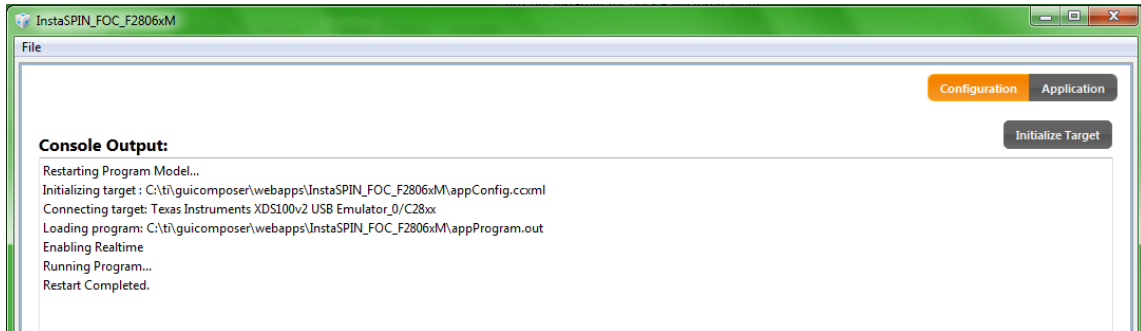 InstaSPIN_FOC_F2806xM
File
Configuration Application
Initialize Target
Console Output:
Restarting Program Model...
Initializing target : C:\ti\guicomposer\webapps\InstaSPIN_FOC_F2806xM\appConfig.ccxml
Connecting target: Texas Instruments XDS100v2 USB Emulator_0/C28xx
Loading program: C:\ti\guicomposer\webapps\InstaSPIN_FOC_F2806xM\appProgram.out
Enabling Realtime
Running Program...
Restart Completed.